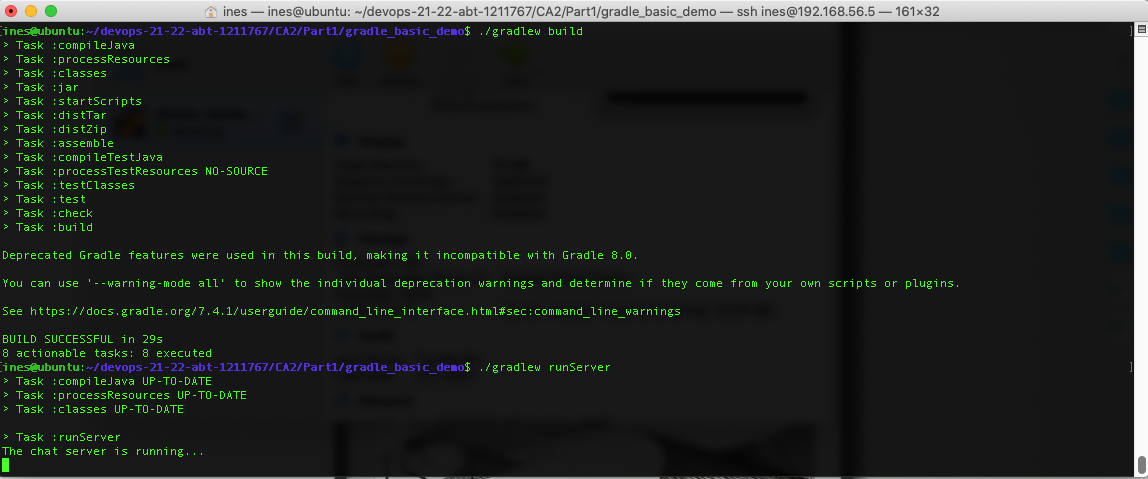 ines — ines@ubuntu: ~/devops-21-22-abt-1211767/CA2/Part1/gradle_basic_demo — ssh ines@192.168.56.5 — 161×32
[ines@ubuntu:~/devops-21-22-abt-1211767/CA2/Part1/gradle_basic_demo$ ./gradlew build ]
> Task :compileJava
> Task :processResources
> Task :classes
> Task :jar
> Task :startScripts
> Task :distTar
> Task :distZip
> Task :assemble
> Task :compileTestJava
> Task :processTestResources NO-SOURCE
> Task :testClasses
> Task :test
> Task :check
> Task :build
Deprecated Gradle features were used in this build, making it incompatible with Gradle 8.0.
You can use '--warning-mode all' to show the individual deprecation warnings and determine if they come from your own scripts or plugins.
See https://docs.gradle.org/7.4.1/userguide/command_line_interface.html#sec:command_line_warnings
BUILD SUCCESSFUL in 29s
8 actionable tasks: 8 executed
[ines@ubuntu:~/devops-21-22-abt-1211767/CA2/Part1/gradle_basic_demo$ ./gradlew runServer ]
> Task :compileJava UP-TO-DATE
> Task :processResources UP-TO-DATE
> Task :classes UP-TO-DATE
> Task :runServer
The chat server is running...